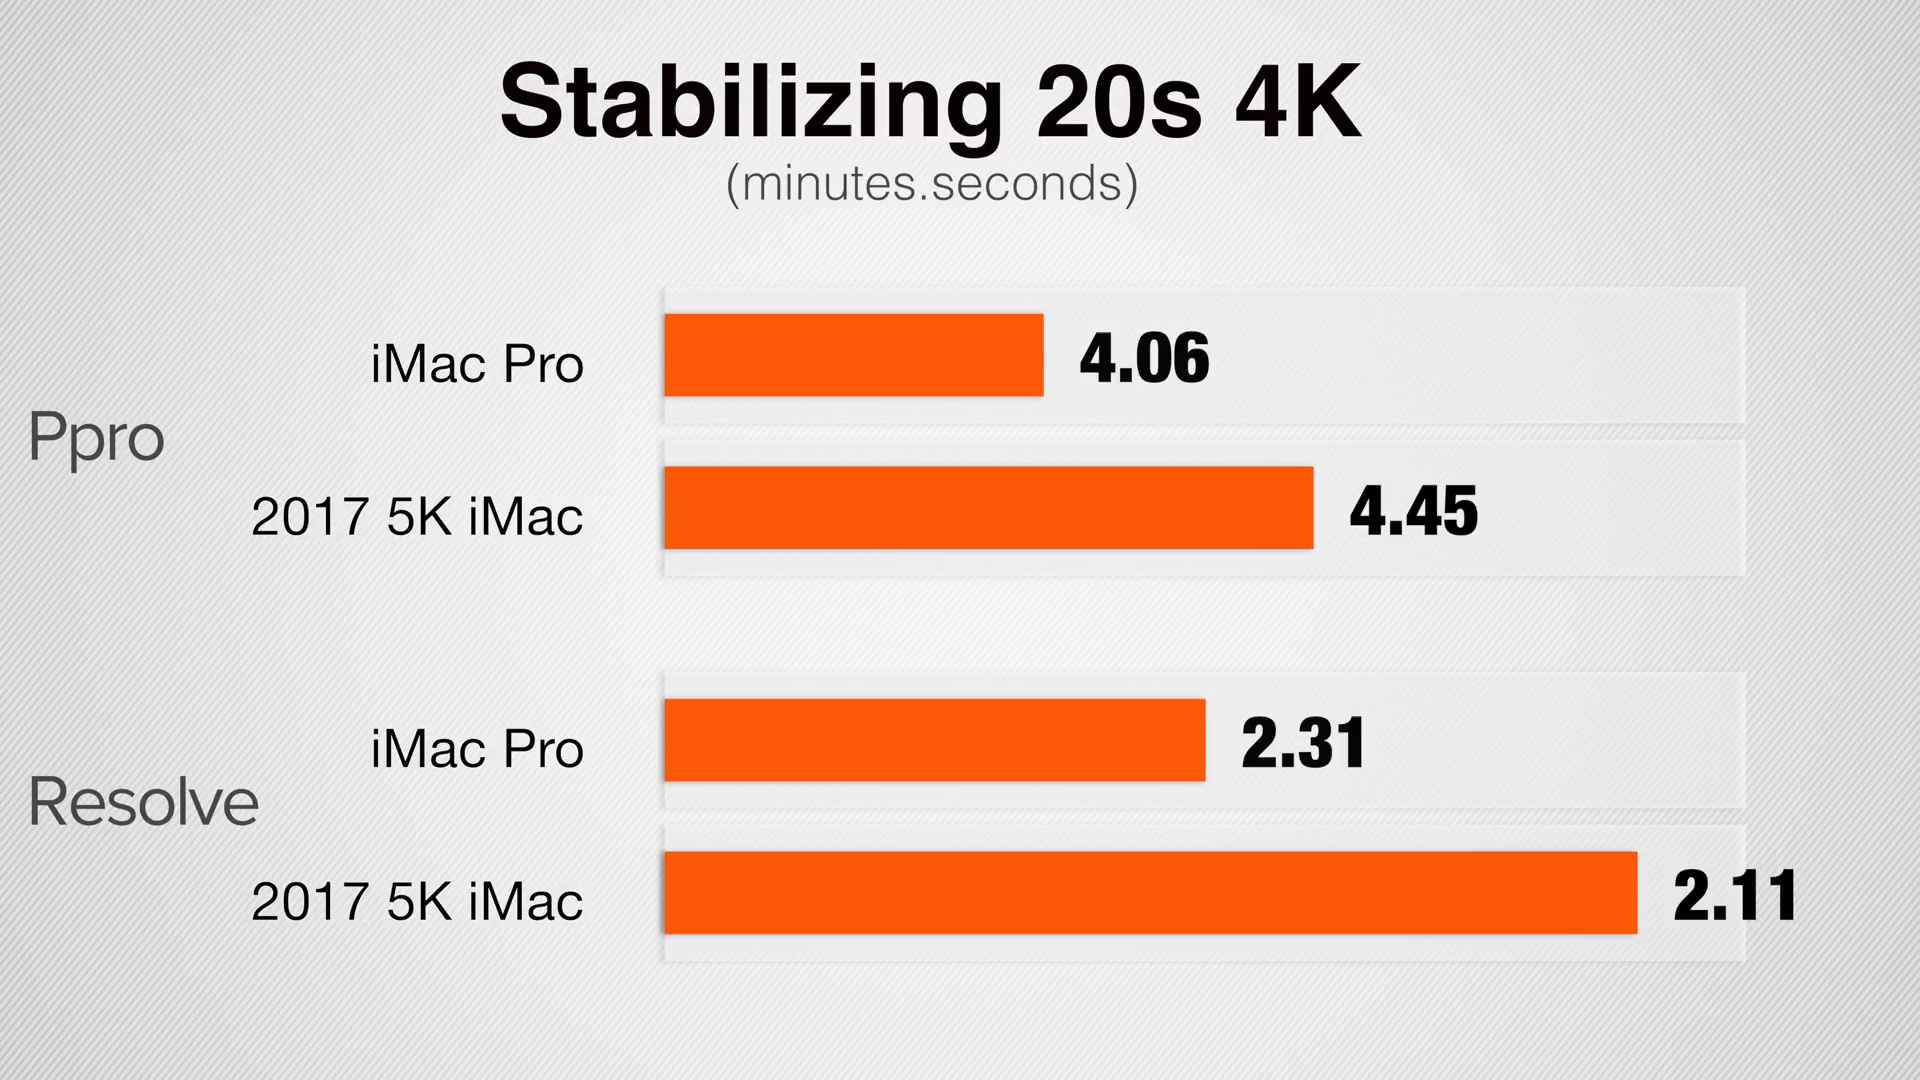 Stabilizing 20s 4K
(minutes.seconds)
Ppro
iMac Pro 4.06
2017 5K iMac 4.45
Resolve
iMac Pro 2.31
2017 5K iMac 2.11